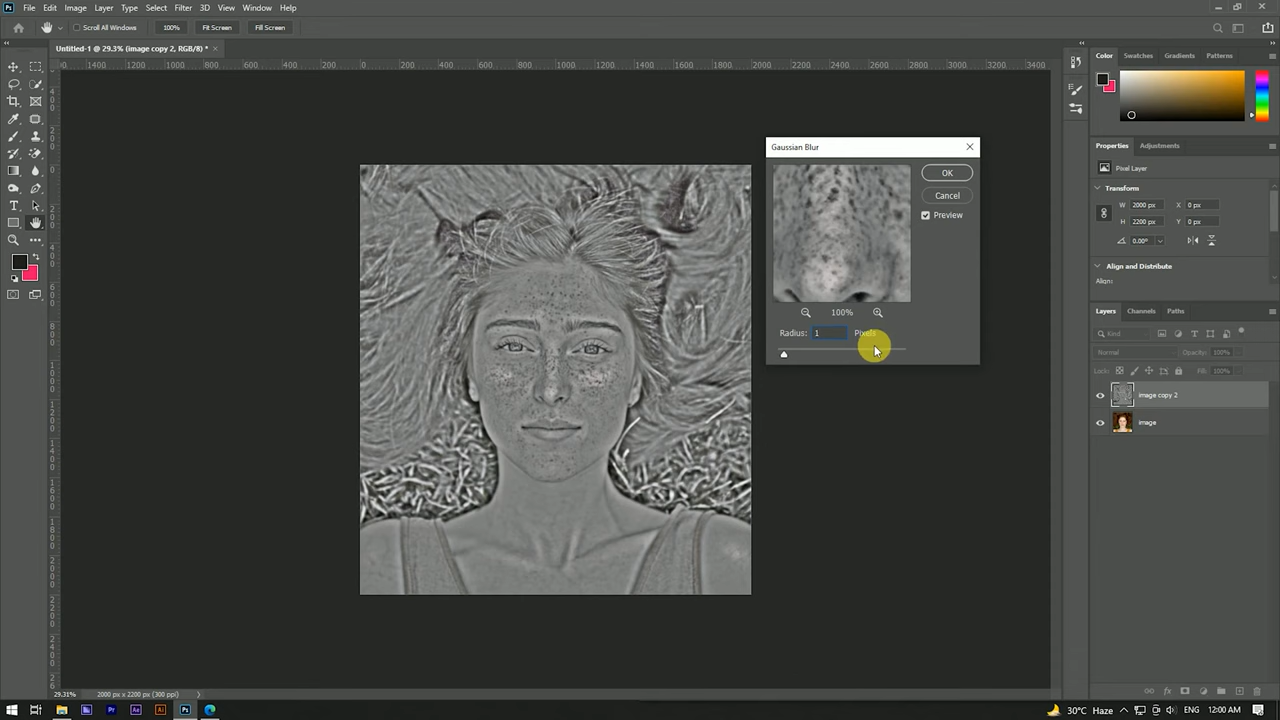 Ps File Edit Image Layer Type Select Filter 3D View Window Help
Scroll All Windows 100% Fit Screen Fill Screen
Untitled-1 @ 29.3% (image copy 2, RGB/8) *
Color Swatches Gradients Patterns
Gaussian Blur
OK
Cancel
Preview
100%
Radius: 1 Pixels
Properties Adjustments
Pixel Layer
Transform
W 2000 px X 0 px
H 2200 px Y 0 px
0.00°
Align and Distribute
Align:
Layers Channels Paths
Kind
Normal Opacity: 100%
Lock: Fill: 100%
image copy 2
image
29.31% 2000 px x 2200 px (300 ppi)
30°C Haze ENG 12:00 AM